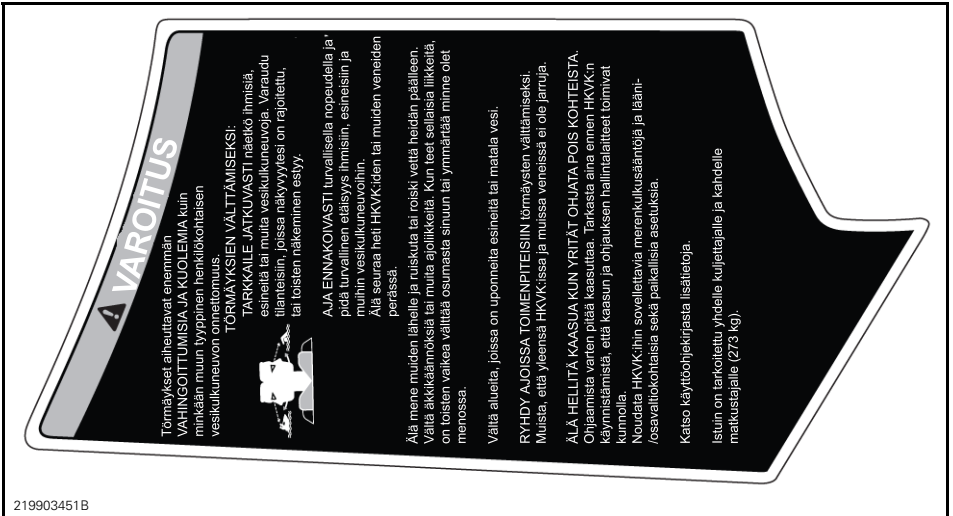 VAROITUS
Törmäykset aiheuttavat enemmän
VAHINGOITTUMISIA JA KUOLEMIA kuin
minkään muun tyyppinen henkilökohtaisen
vesikulkuneuvon onnettomuus.
TÖRMÄYKSIEN VÄLTTÄMISEKSI:
TARKKAILE JATKUVASTI näetkö ihmisiä,
esineitä tai muita vesikulkuneuvoja. Varaudu
tilanteisiin, joissa näkyvyytesi on rajoitettu,
tai toisten näkeminen estyy.
AJA ENNAKOIVASTI turvallisella nopeudella ja
pidä turvallinen etäisyys ihmisiin, esineisiin ja
muihin vesikulkuneuvoihin.
Älä seuraa heti HKVK:iden tai muiden veneiden
perässä.
Älä mene muiden lähelle ja ruiskuta tai roiski vettä heidän päälleen.
Vältä äkkikäännöksiä tai muita ajolikkeitä. Kun teet sellaisia liikkeitä,
on toisten vaikea välttää osumasta sinuun tai ymmärtää minne olet
menossa.
Vältä alueita, joissa on uponneita esineitä tai matala vesi.
RYHDY AJOISSA TOIMENPITEISIIN törmäysten välttämiseksi.
Muista, että yleensä HKVK:issa ja muissa veneissä ei ole jarruja.
ÄLÄ HELLITÄ KAASUA KUN YRITÄT OHJATA POIS KOHTEISTA.
Ohjaamista varten pitää kaasuttaa. Tarkasta aina ennen HKVK:n
käynnistämistä, että kaasun ja ohjauksen hallintalaitteet toimivat
kunnolla.
Noudata HKVK:ihin sovellettavia merenkulkusääntöjä ja lääni-
/osavaltiokohtaisia sekä paikallisia asetuksia.
Katso käyttöohjekirjasta lisätietoja.
Istuin on tarkoitettu yhdelle kuljettajalle ja kahdelle
matkustajalle (273 kg).
219903451B